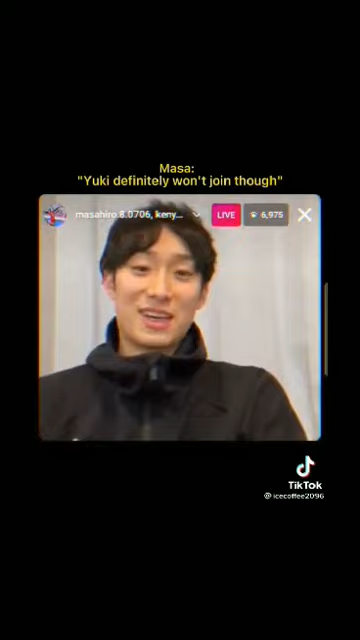 Masa:
"Yuki definitely won't join though"
masahiro.8.0706, keny...
LIVE
6,975
TikTok
@icecoffee2096